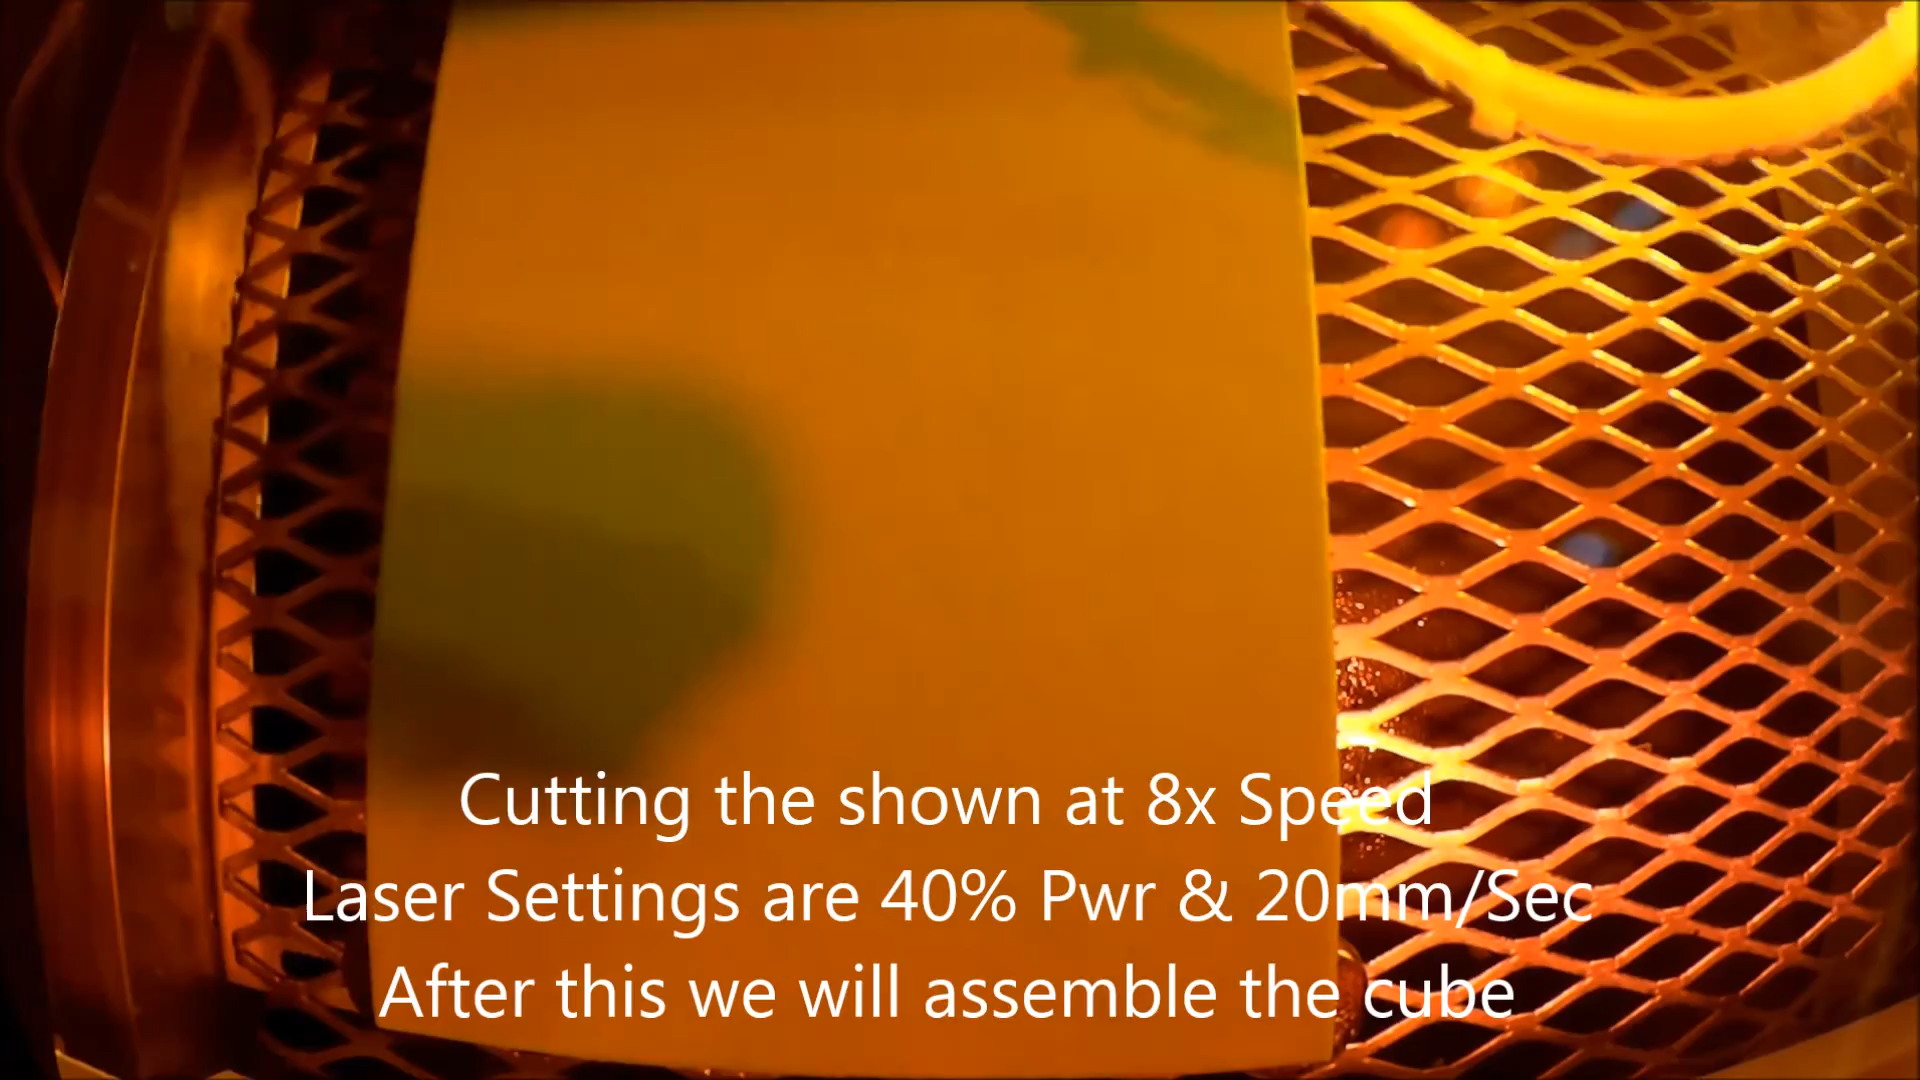 Cutting the shown at 8x Speed
Laser Settings are 40% Pwr & 20mm/Sec
After this we will assemble the cube